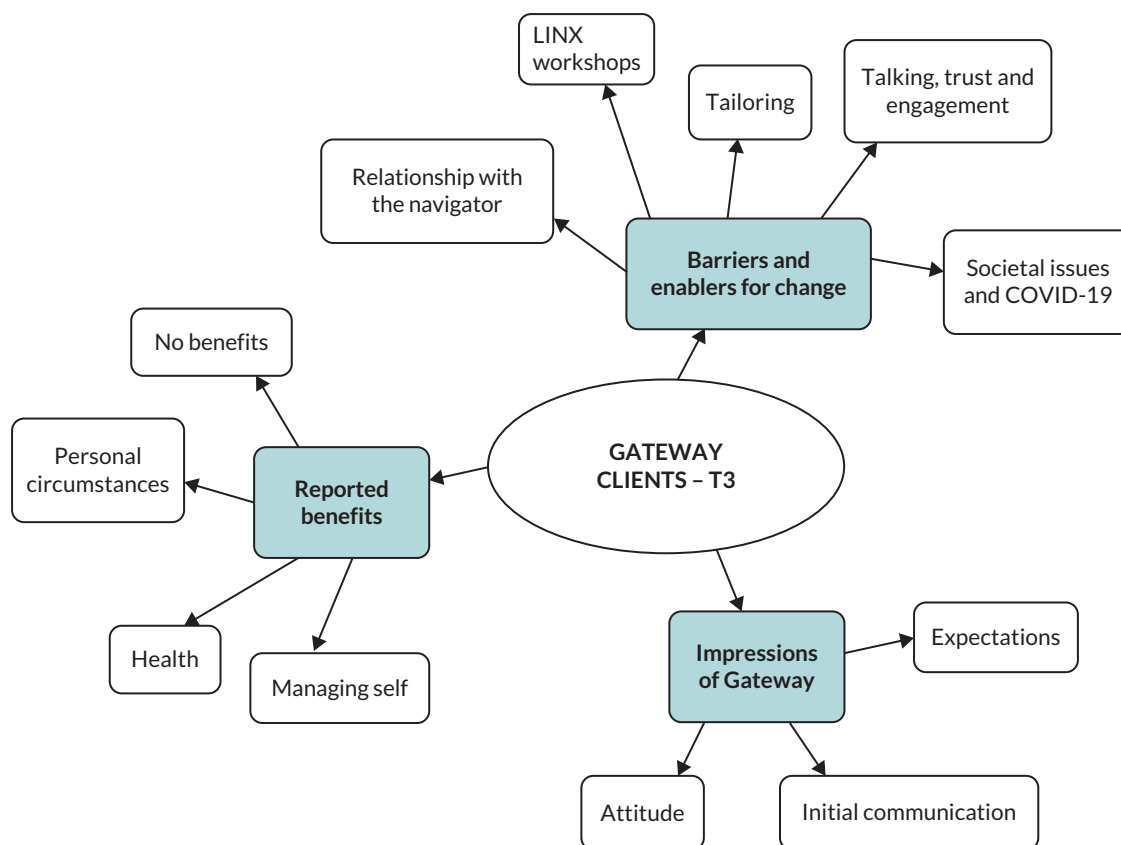 LINX
workshops
Tailoring
Talking, trust and
engagement
Relationship with
the navigator
Barriers and
enablers for change
Societal issues
and COVID-19
No benefits
Personal
circumstances
Reported
benefits
GATEWAY
CLIENTS – T3
Health
Managing self
Impressions
of Gateway
Expectations
Attitude
Initial communication